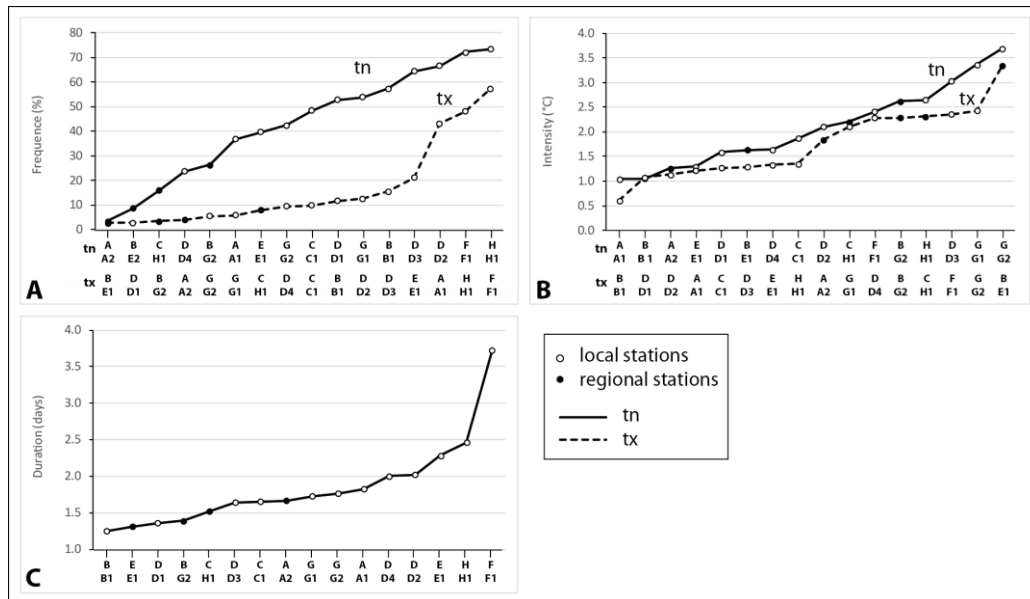 80
70
60
50
40
30
20
10
0
Frequence (%)
tn
tx
tn A B C D B A E G C D G B D D F H
A2 E2 H1 D4 G2 A1 E1 G2 C1 D1 G1 B1 D3 D2 F1 H1
tx B D B A G G C D C B D D E A H F
E1 D1 G2 A2 G2 G1 H1 D4 C1 B1 D2 D3 E1 A1 H1 F1
A
4.0
3.5
3.0
2.5
2.0
1.5
1.0
0.5
0.0
Intensity (°C)
tn
tx
tn A B A E D B D C D C F B H D G G
A1 B1 A2 E1 D1 E1 D4 C1 D2 H1 F1 G2 H1 D3 G1 G2
tx B D D A C D E H A G D B C F G B
B1 D1 D2 A1 C1 D3 E1 H1 A2 G1 D4 G2 H1 F1 G2 E1
B
4.0
3.5
3.0
2.5
2.0
1.5
1.0
Duration (days)
B E D B C D C A G G A D D E H F
B1 E1 D1 G2 H1 D3 C1 A2 G1 G2 A1 D4 D2 E1 H1 F1
C
local stations
regional stations
tn
tx